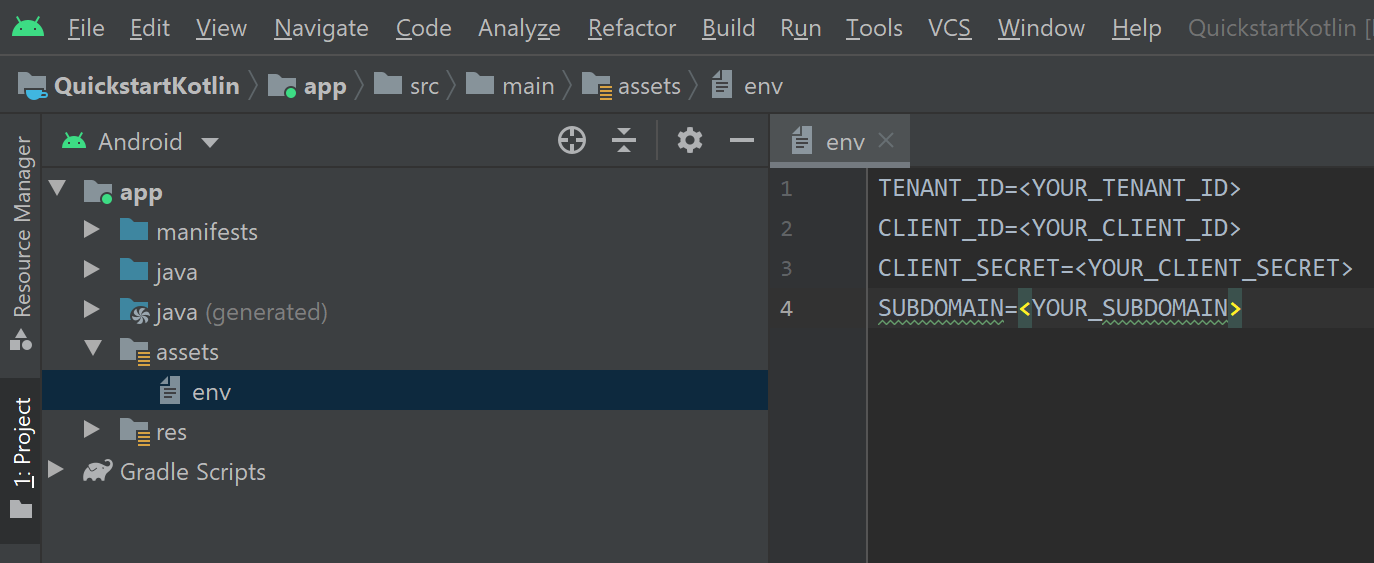 File Edit View Navigate Code Analyze Refactor Build Run Tools VCS Window Help QuickstartKotlin [
QuickstartKotlin app src main assets env
Resource Manager
1: Project
Android
app
manifests
java
java (generated)
assets
env
res
Gradle Scripts
env
1 TENANT_ID=<YOUR_TENANT_ID>
2 CLIENT_ID=<YOUR_CLIENT_ID>
3 CLIENT_SECRET=<YOUR_CLIENT_SECRET>
4 SUBDOMAIN=<YOUR_SUBDOMAIN>